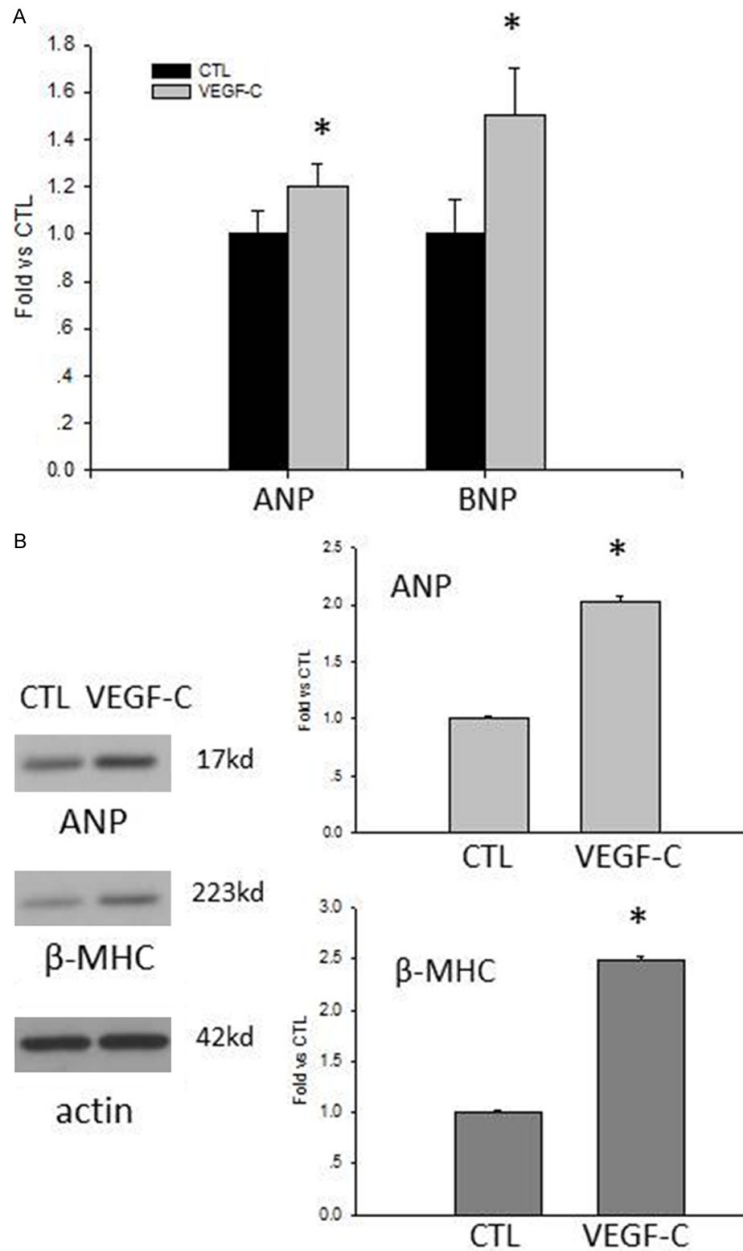 A
1.8
1.6
1.4
1.2
1.0
.8
.6
.4
.2
0.0
Fold vs CTL
CTL
VEGF-C
*
*
ANP BNP
B
CTL VEGF-C
17kd
ANP
223kd
β-MHC
42kd
actin
2.5
2.0
1.5
1.0
.5
0.0
Fold vs CTL
ANP
*
CTL VEGF-C
3.0
2.5
2.0
1.5
1.0
.5
0.0
Fold vs CTL
β-MHC
*
CTL VEGF-C